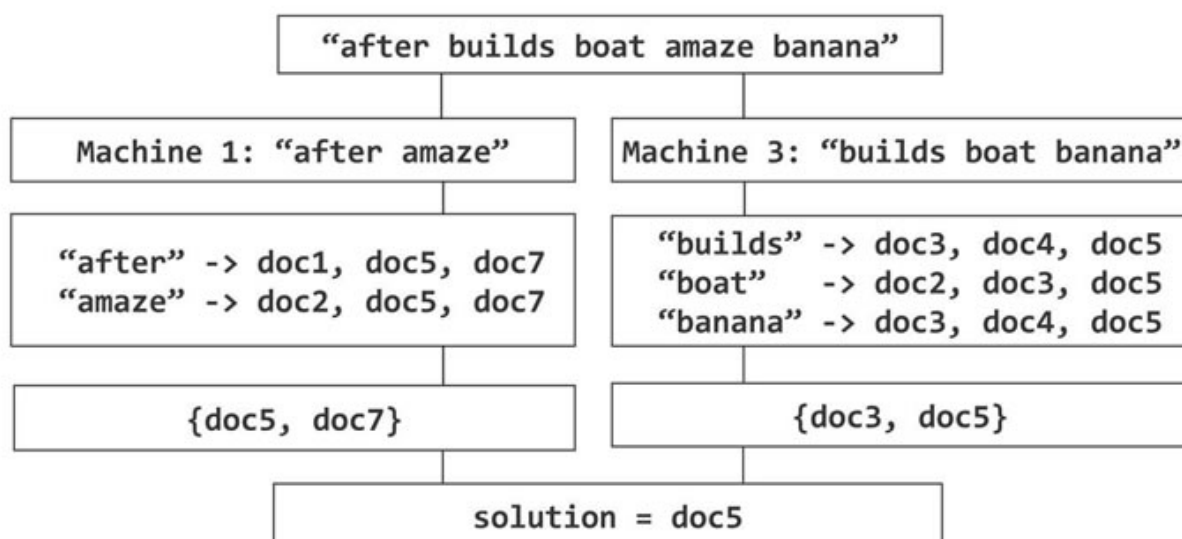 “after builds boat amaze banana”
Machine 1: “after amaze”
Machine 3: “builds boat banana”
“after” -> doc1, doc5, doc7
“amaze” -> doc2, doc5, doc7
“builds” -> doc3, doc4, doc5
“boat” -> doc2, doc3, doc5
“banana” -> doc3, doc4, doc5
{doc5, doc7}
{doc3, doc5}
solution = doc5